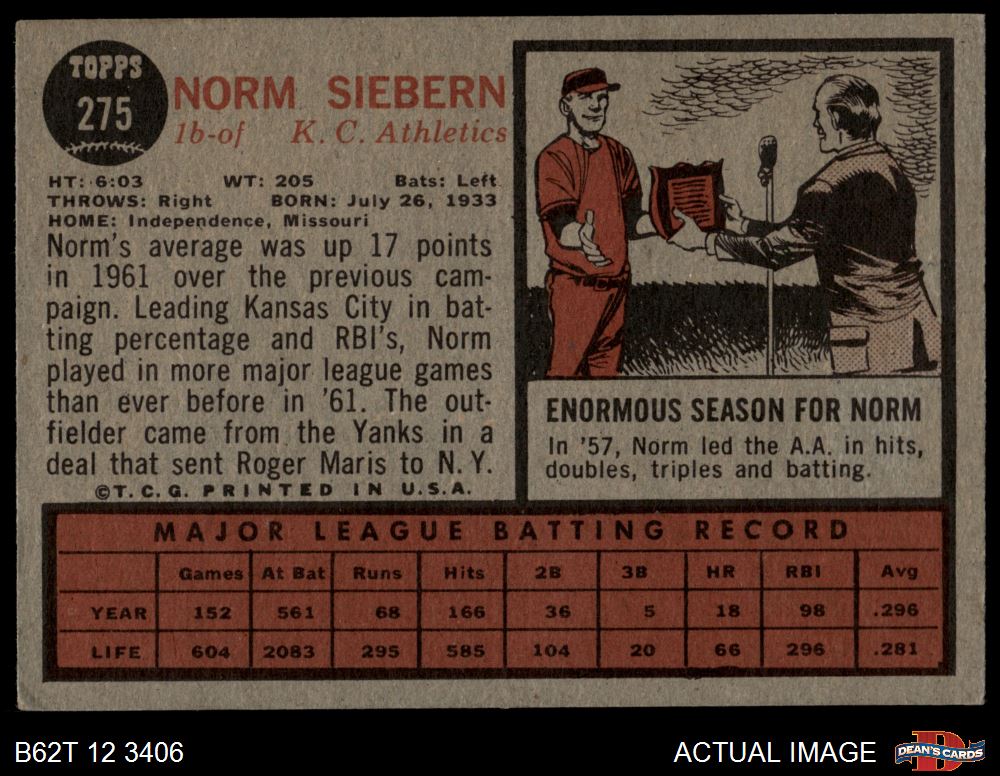 TOPPS
275
NORM SIEBERN
1b-of K. C. Athletics
HT: 6:03 WT: 205 Bats: Left
THROWS: Right BORN: July 26, 1933
HOME: Independence, Missouri
Norm's average was up 17 points
in 1961 over the previous cam-
paign. Leading Kansas City in bat-
ting percentage and RBI's, Norm
played in more major league games
than ever before in '61. The out-
fielder came from the Yanks in a
deal that sent Roger Maris to N. Y.
©T. C. G. PRINTED IN U.S.A.
ENORMOUS SEASON FOR NORM
In '57, Norm led the A.A. in hits,
doubles, triples and batting.
MAJOR LEAGUE BATTING RECORD
Games At Bat Runs Hits 2B 3B HR RBI Avg
YEAR 152 561 68 166 36 5 18 98 .296
LIFE 604 2083 295 585 104 20 66 296 .281
B62T 12 3406 ACTUAL IMAGE D DEAN'S CARDS